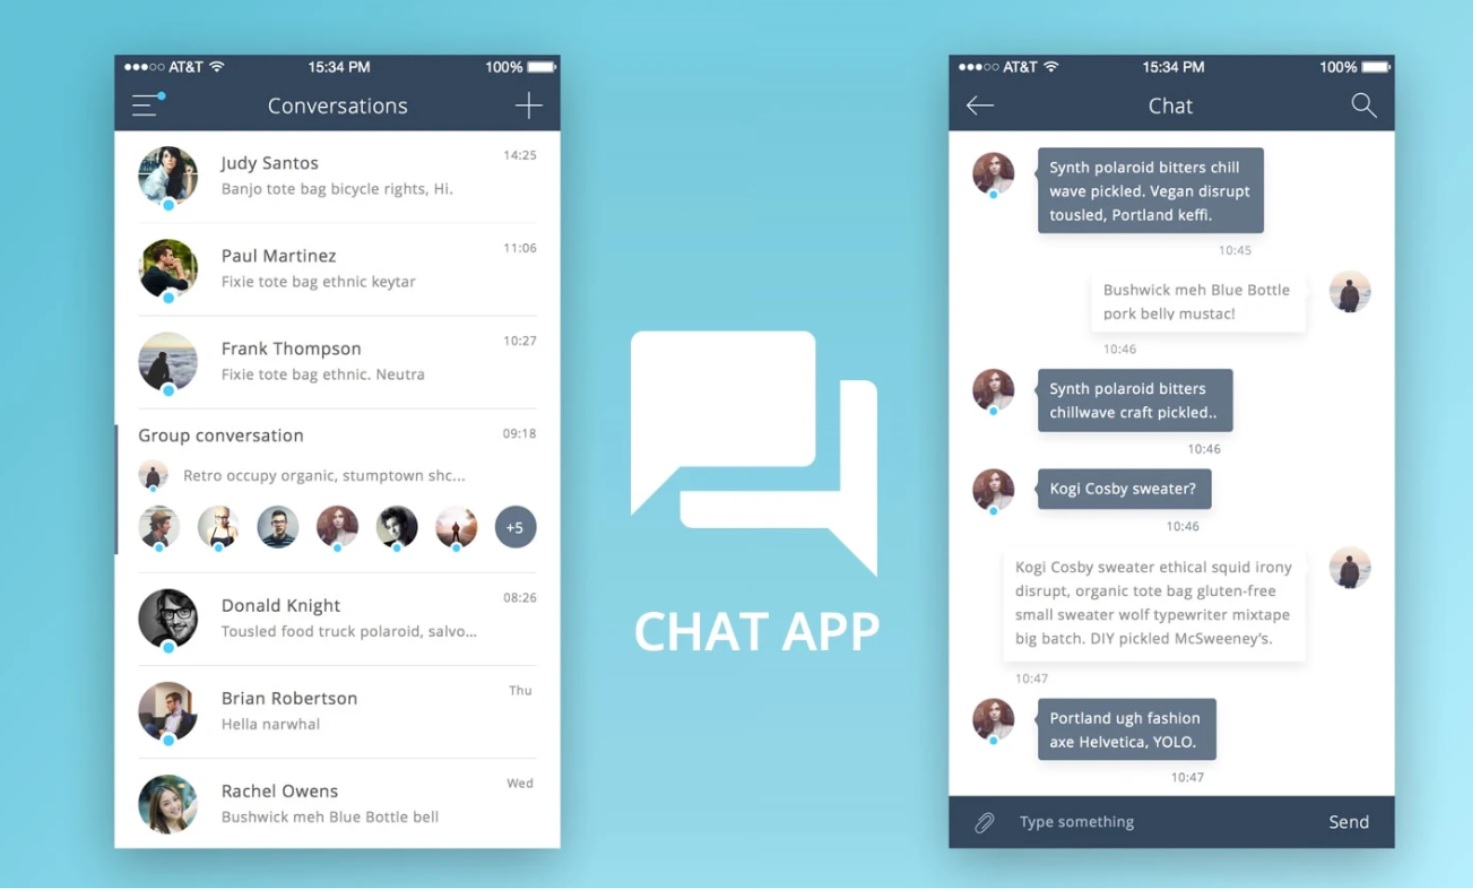 AT&T 15:34 PM 100%
Conversations
Judy Santos 14:25
Banjo tote bag bicycle rights, Hi.
Paul Martinez 11:06
Fixie tote bag ethnic keytar
Frank Thompson 10:27
Fixie tote bag ethnic. Neutra
Group conversation 09:18
Retro occupy organic, stumptown shc...
+5
Donald Knight 08:26
Tousled food truck polaroid, salvo...
Brian Robertson Thu
Hella narwhal
Rachel Owens Wed
Bushwick meh Blue Bottle bell
CHAT APP
AT&T 15:34 PM 100%
Chat
Synth polaroid bitters chill
wave pickled. Vegan disrupt
tousled, Portland keffi.
10:45
Bushwick meh Blue Bottle
pork belly mustac!
10:46
Synth polaroid bitters
chillwave craft pickled..
10:46
Kogi Cosby sweater?
10:46
Kogi Cosby sweater ethical squid irony
disrupt, organic tote bag gluten-free
small sweater wolf typewriter mixtape
big batch. DIY pickled McSweeney's.
10:47
Portland ugh fashion
axe Helvetica, YOLO.
10:47
Type something Send